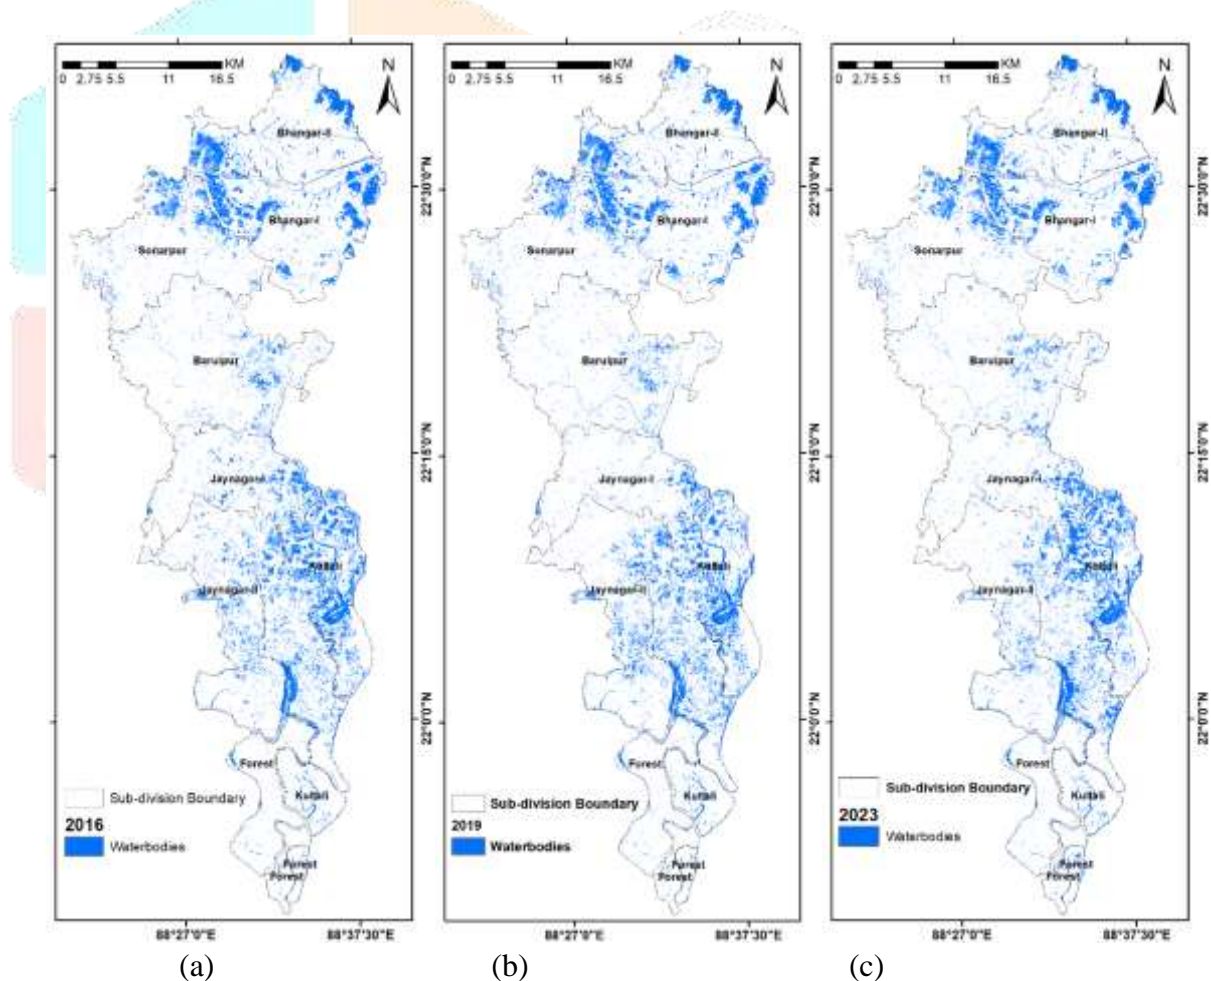 KM
0 2.75 5.5 11 16.5
N
Bhangar-II
Bhangar-I
Sonarpur
Baruipur
Jaynagar-I
Kultali
Jaynagar-II
Forest
Kultali
Forest
Forest
Sub-division Boundary
2016
Waterbodies
22°30'0"N
22°15'0"N
22°0'0"N
88°27'0"E 88°37'30"E
(a)
KM
0 2.75 5.5 11 16.5
N
Bhangar-II
Bhangar-I
Sonarpur
Baruipur
Jaynagar-I
Kultali
Jaynagar-II
Forest
Kultali
Forest
Forest
Sub-division Boundary
2019
Waterbodies
22°30'0"N
22°15'0"N
22°0'0"N
88°27'0"E 88°37'30"E
(b)
KM
0 2.75 5.5 11 16.5
N
Bhangar-II
Bhangar-I
Sonarpur
Baruipur
Jaynagar-I
Kultali
Jaynagar-II
Forest
Kultali
Forest
Forest
Sub-division Boundary
2023
Waterbodies
22°30'0"N
22°15'0"N
22°0'0"N
88°27'0"E 88°37'30"E
(c)